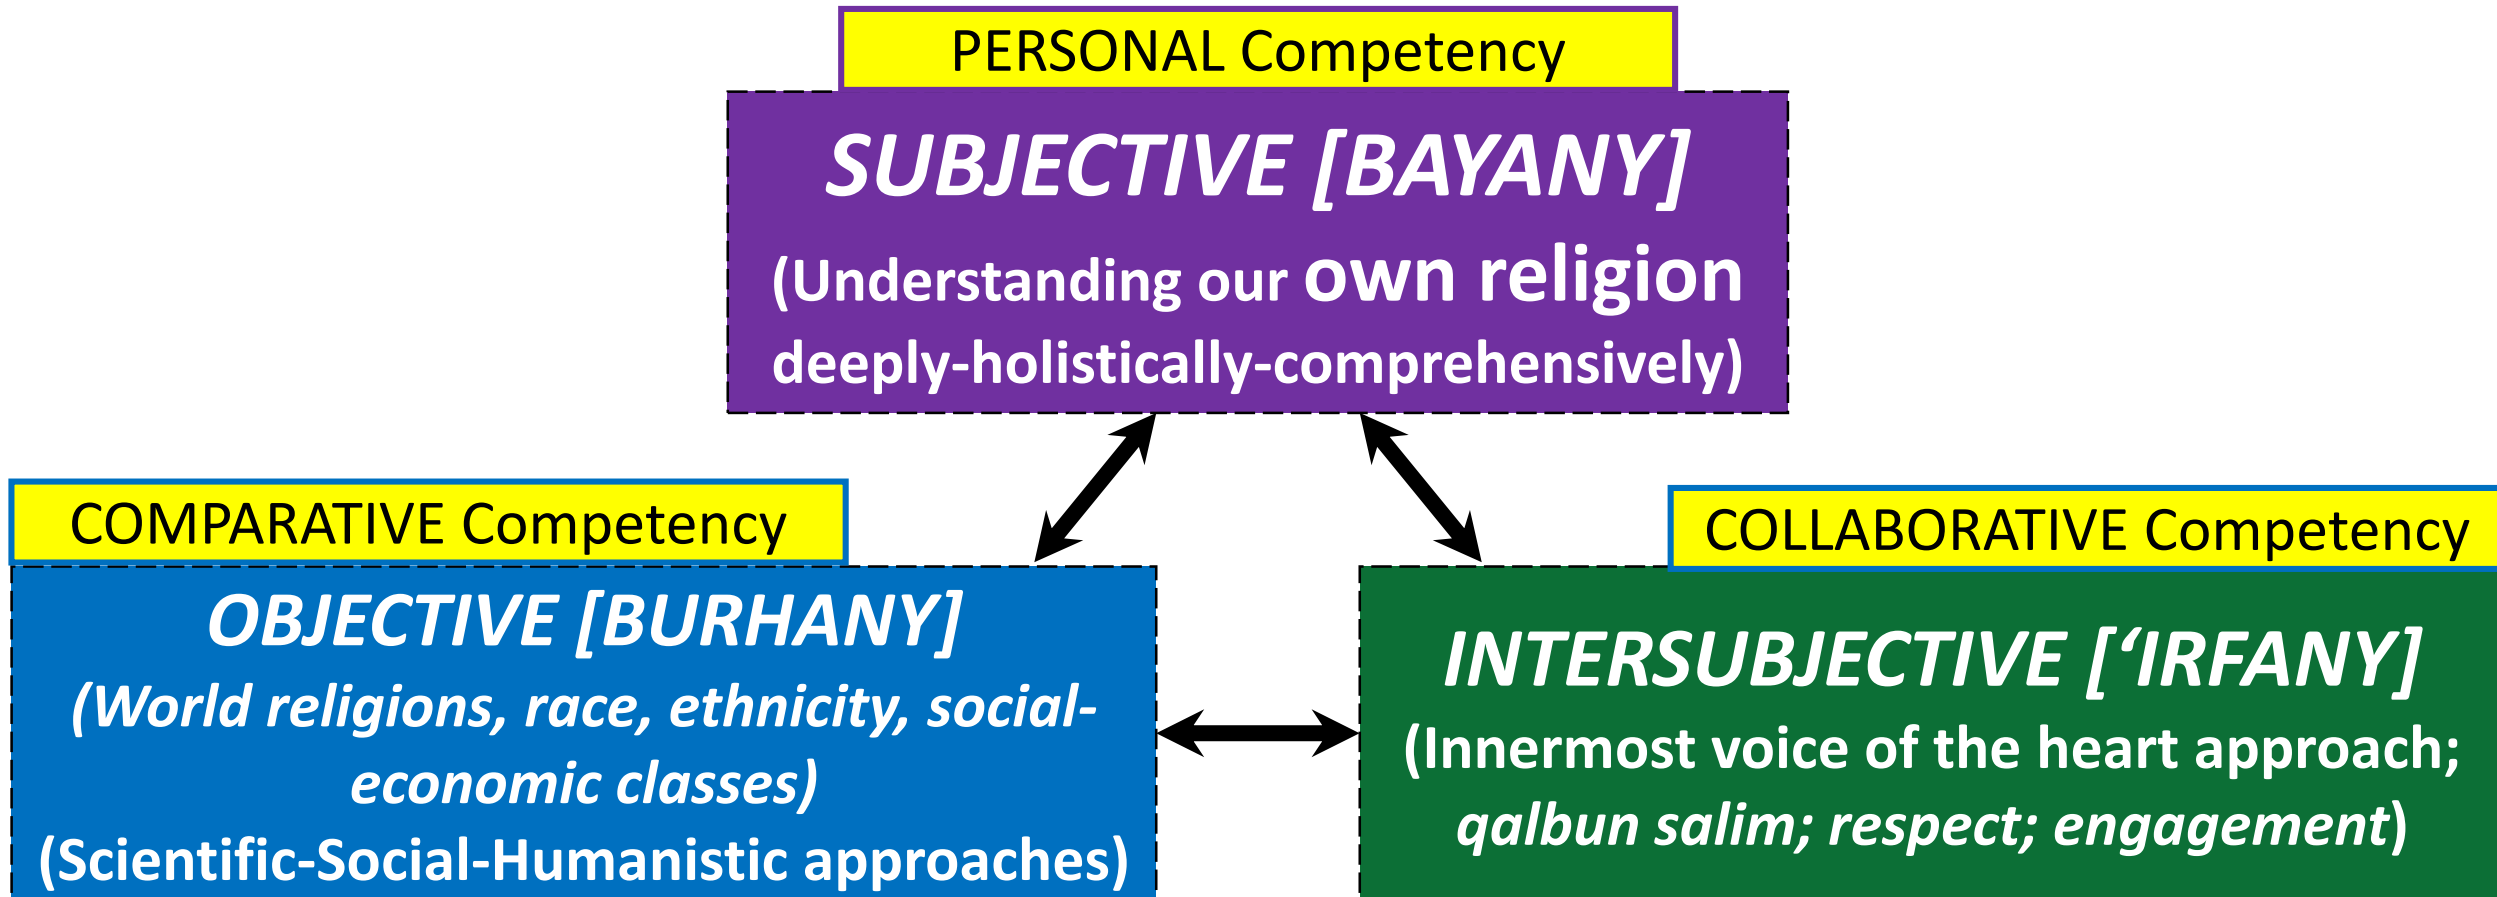 PERSONAL Competency
SUBJECTIVE [BAYANY]
(Understanding our own religion
deeply-holistically-comprehensively)
COMPARATIVE Competency
OBJECTIVE [BURHANY]
(World religions, race, ethnicity, social-
economic classes)
(Scientific-Social-Humanistic approaches)
COLLABORATIVE Competency
INTERSUBJECTIVE [‘IRFANY]
(Innermost voice of the heart approach;
qalbun salim; respect; engagement)